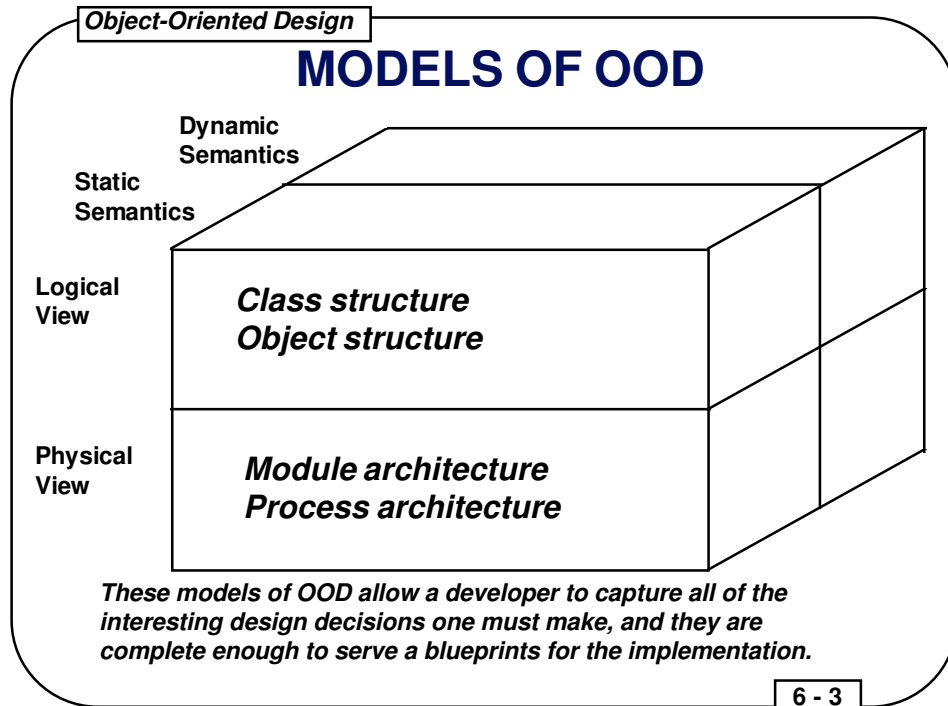 Object-Oriented Design
MODELS OF OOD
Dynamic
Semantics
Static
Semantics
Logical
View
Class structure
Object structure
Physical
View
Module architecture
Process architecture
These models of OOD allow a developer to capture all of the
interesting design decisions one must make, and they are
complete enough to serve a blueprints for the implementation.
6 - 3